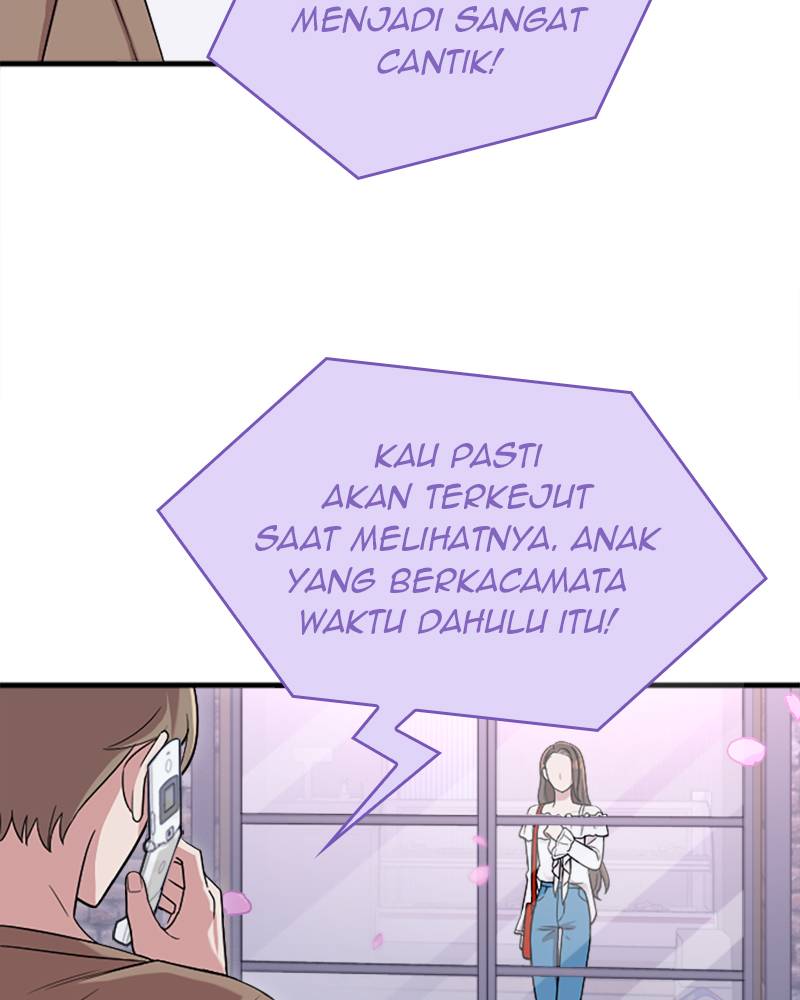 MENJADI SANGAT
CANTIK!
KAU PASTI
AKAN TERKEJUT
SAAT MELIHATNYA. ANAK
YANG BERKACAMATA
WAKTU DAHULU ITU!